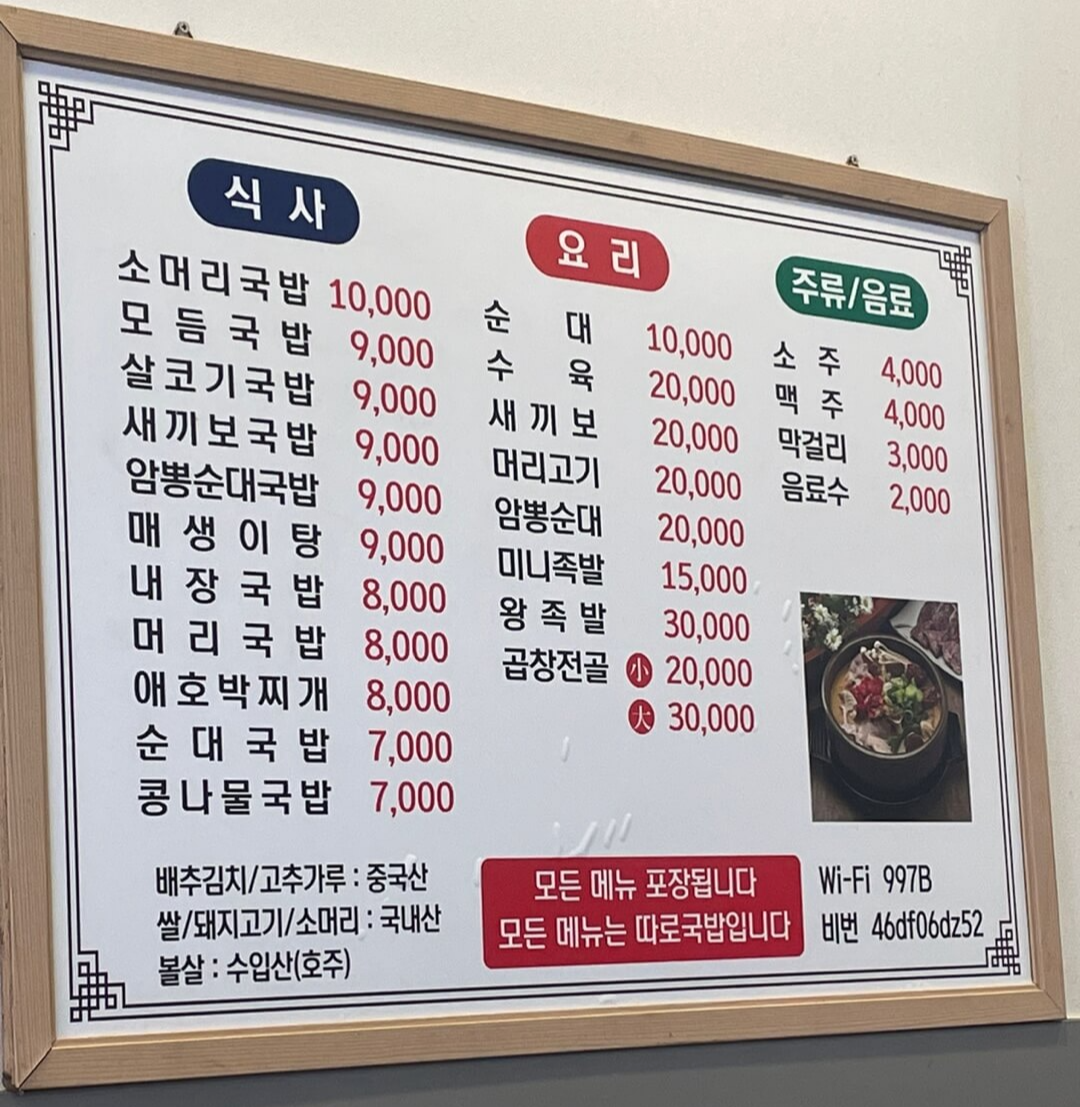 식 사
소머리국밥 10,000
모듬국밥 9,000
살코기국밥 9,000
새끼보국밥 9,000
암뽕순대국밥 9,000
매생이탕 9,000
내장국밥 8,000
머리국밥 8,000
애호박찌개 8,000
순대국밥 7,000
콩나물국밥 7,000
요 리
순대 10,000
수육 20,000
새끼보 20,000
머리고기 20,000
암뽕순대 20,000
미니족발 15,000
왕족발 30,000
곱창전골 小 20,000
大 30,000
주류/음료
소주 4,000
맥주 4,000
막걸리 3,000
음료수 2,000
배추김치/고추가루 : 중국산
쌀/돼지고기/소머리 : 국내산
볼살 : 수입산(호주)
모든 메뉴 포장됩니다
모든 메뉴는 따로국밥입니다
Wi-Fi 997B
비번 46df06dz52